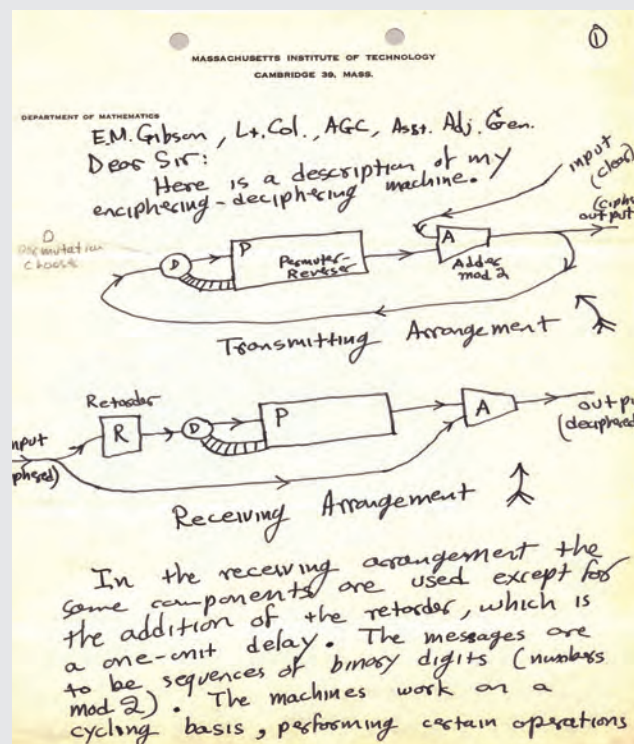 ①
MASSACHUSETTS INSTITUTE OF TECHNOLOGY
CAMBRIDGE 39, MASS.
DEPARTMENT OF MATHEMATICS
E.M. Gibson, Lt. Col., AGC, Asst. Adj. Gen.
Dear Sir:
Here is a description of my
enciphering-deciphering machine.
input
(clear)
(ciph
output
D
Permutation
D
P
Permuter-
Reverser
A
Adder
mod 2
Transmitting Arrangement
Retarder
R
D
P
A
output
(deciphered
input
phered)
Receiving Arrangement
In the receiving arrangement the
same components are used except for
the addition of the retarder, which is
a one-unit delay. The messages are
to be sequences of binary digits (numbers
mod 2). The machines work on a
cycling basis, performing certain operations